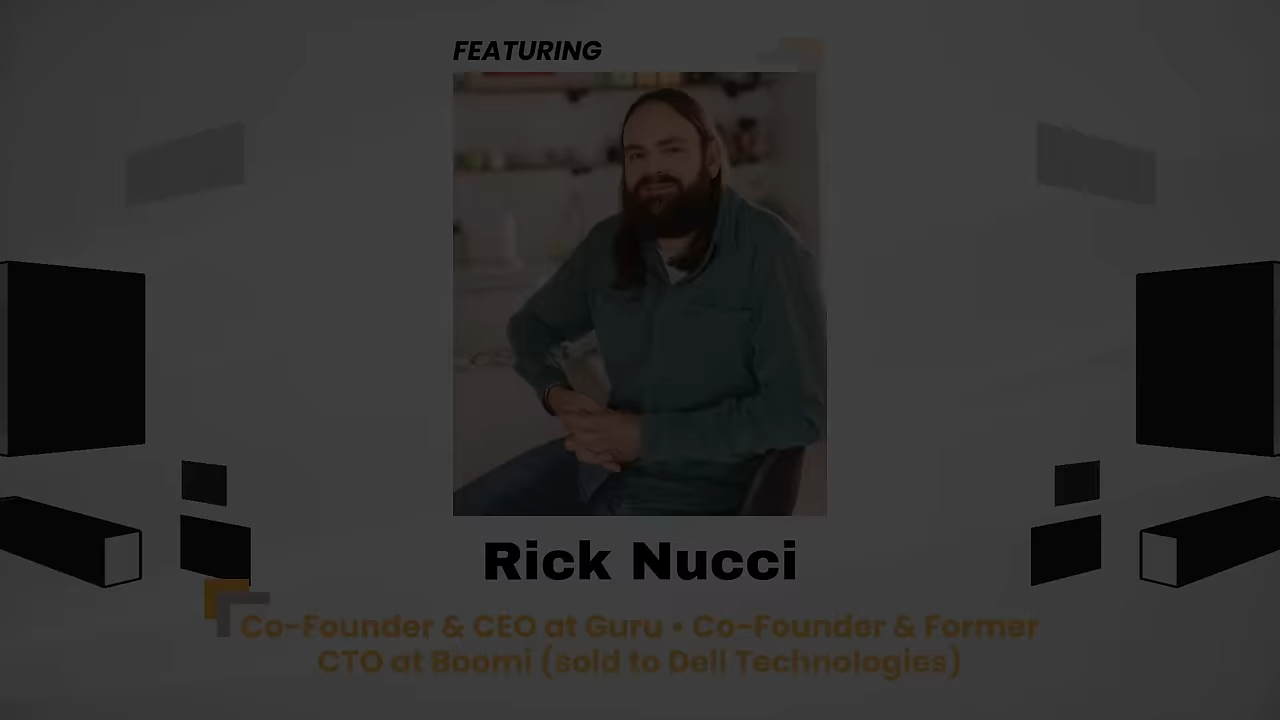 FEATURING
Rick Nucci
Co-Founder & CEO at Guru • Co-Founder & Former
CTO at Boomi (sold to Dell Technologies)